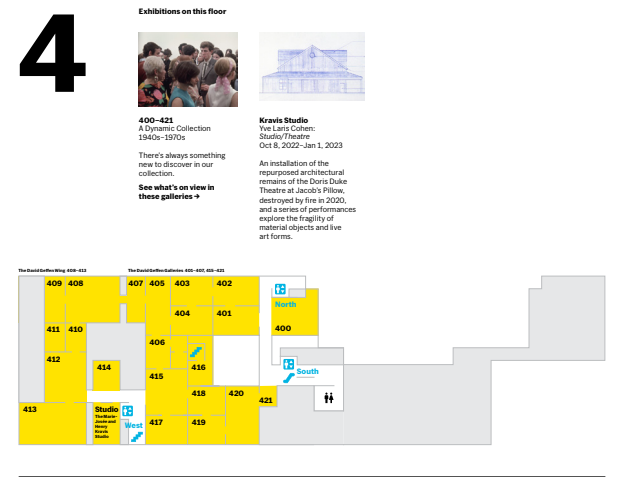 4
Exhibitions on this floor
400–421
A Dynamic Collection
1940s–1970s
There's always something
new to discover in our
collection.
See what's on view in
these galleries →
Kravis Studio
Yve Laris Cohen:
Studio/Theatre
Oct 8, 2022–Jan 1, 2023
An installation of the
repurposed architectural
remains of the Doris Duke
Theatre at Jacob's Pillow,
destroyed by fire in 2020,
and a series of performances
explore the fragility of
material objects and live
art forms.
The David Geffen Wing 408–413
The David Geffen Galleries 401–407, 415–421
409 408
407 405 403 402
North
404 401
400
411 410
406
412
414
416
415
South
418 420
421
413
Studio
The Marie-
Josée and
Henry
Kravis
Studio
West
417 419